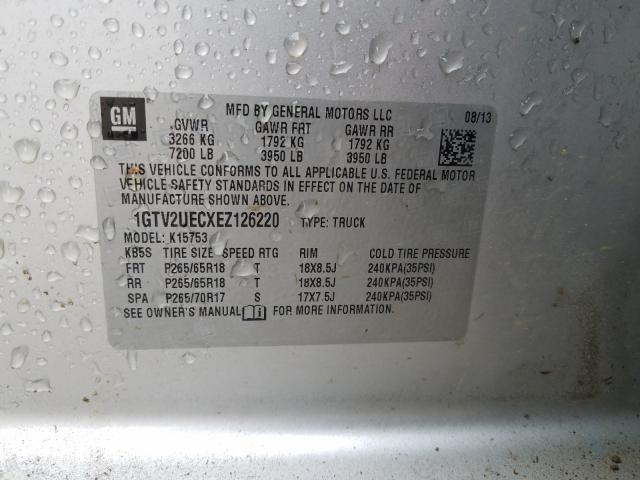 GM
MFD BY GENERAL MOTORS LLC 08/13
GVWR GAWR FRT GAWR RR
3266 KG 1792 KG 1792 KG
7200 LB 3950 LB 3950 LB
THIS VEHICLE CONFORMS TO ALL APPLICABLE U.S. FEDERAL MOTOR
VEHICLE SAFETY STANDARDS IN EFFECT ON THE DATE OF
MANUFACTURE SHOWN ABOVE.
1GTV2UECXEZ126220 TYPE: TRUCK
MODEL: K15753
KB5S TIRE SIZE SPEED RTG RIM COLD TIRE PRESSURE
FRT P265/65R18 T 18X8.5J 240KPA(35PSI)
RR P265/65R18 T 18X8.5J 240KPA(35PSI)
SPA P265/70R17 S 17X7.5J 240KPA(35PSI)
SEE OWNER'S MANUAL FOR MORE INFORMATION.